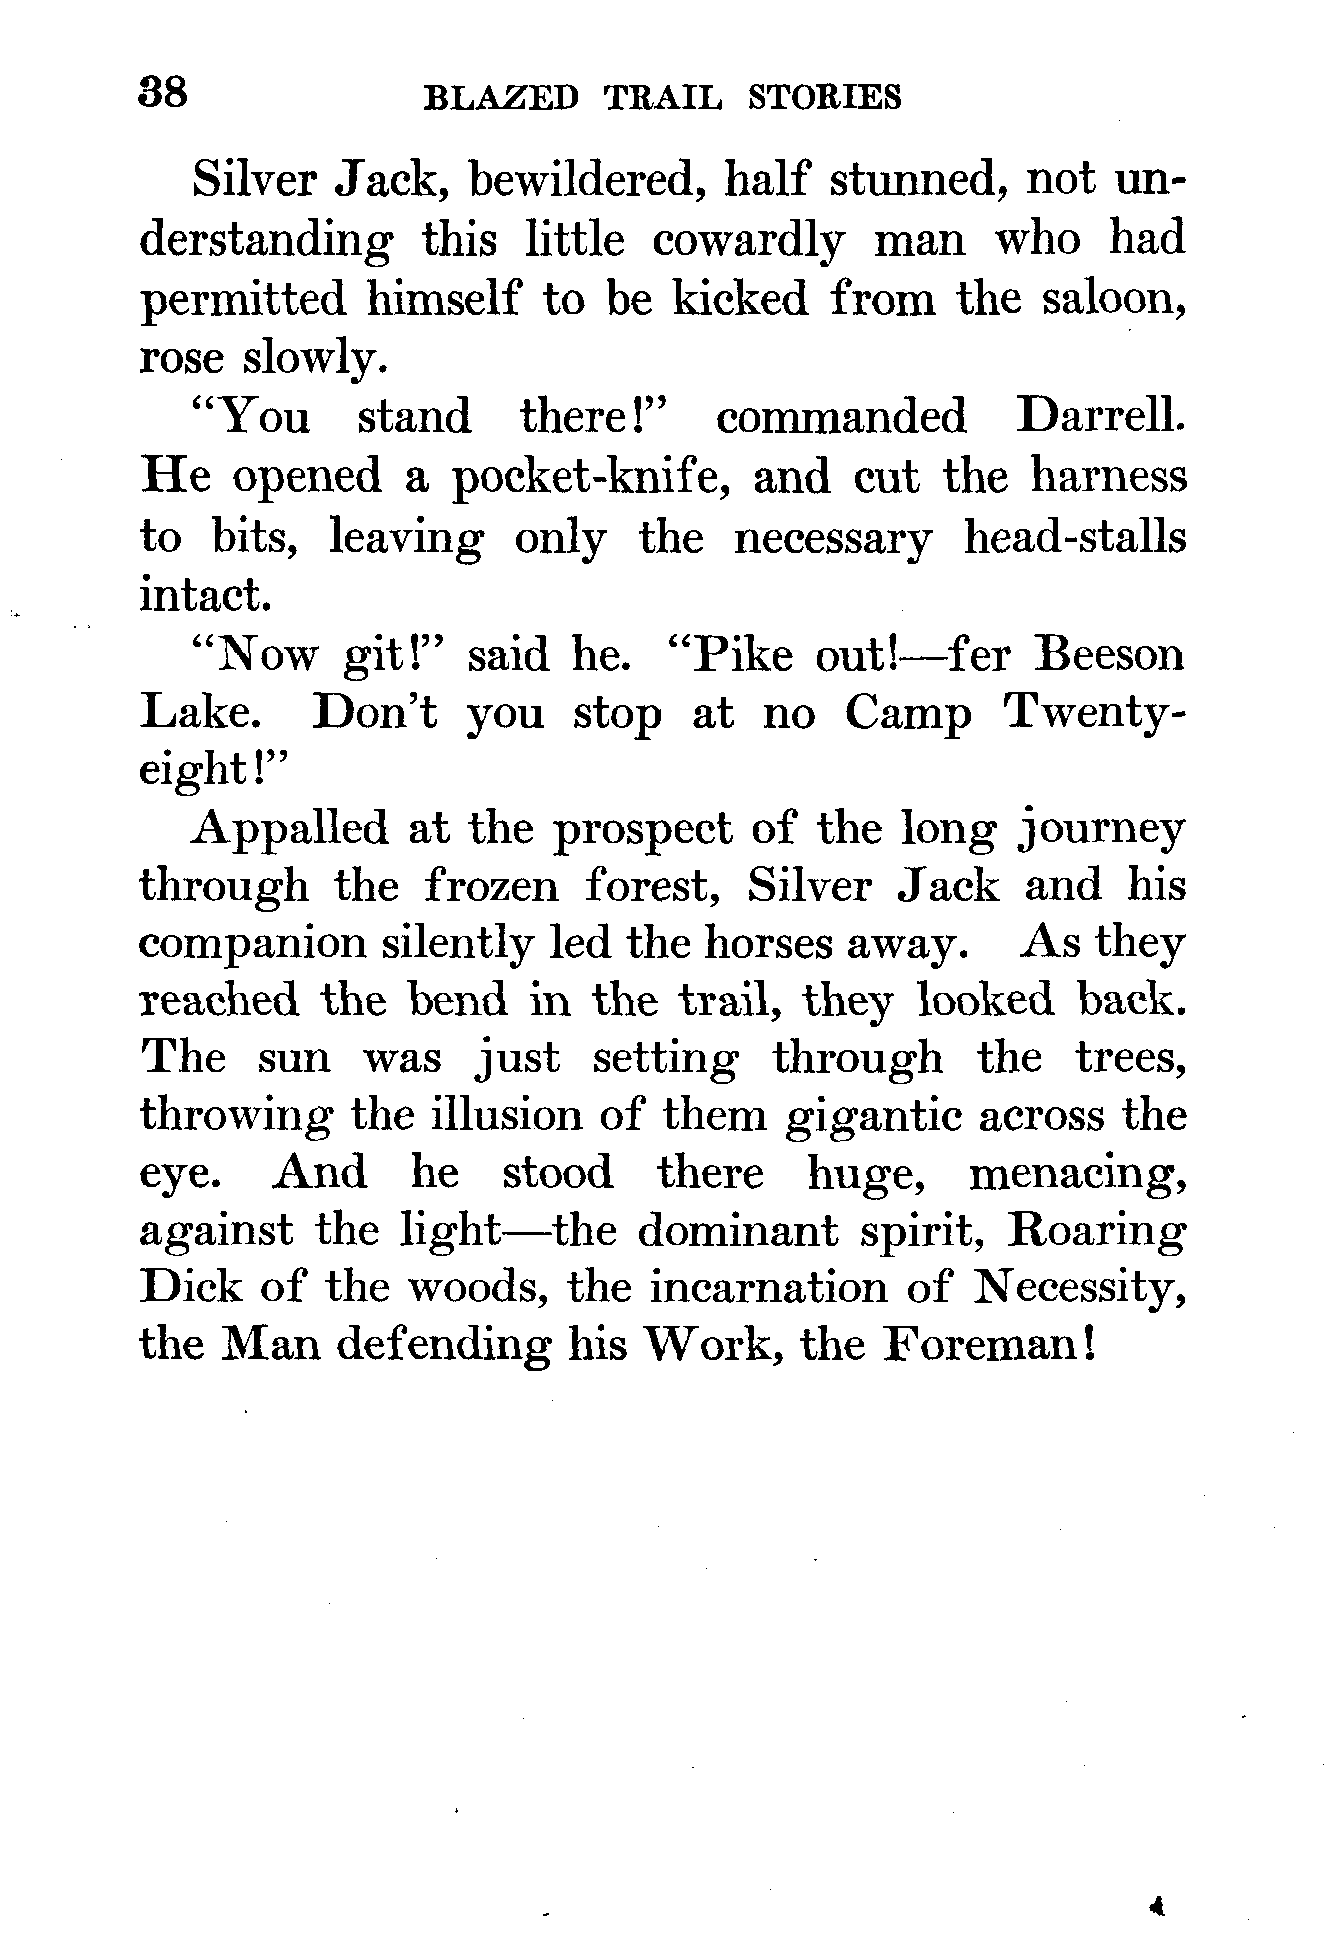 38 BLAZED TRAIL STORIES
Silver Jack, bewildered, half stunned, not un-
derstanding this little cowardly man who had
permitted himself to be kicked from the saloon,
rose slowly.
“You stand there!” commanded Darrell.
He opened a pocket-knife, and cut the harness
to bits, leaving only the necessary head-stalls
intact.
“Now git!” said he. “Pike out!—fer Beeson
Lake. Don’t you stop at no Camp Twenty-
eight!”
Appalled at the prospect of the long journey
through the frozen forest, Silver Jack and his
companion silently led the horses away. As they
reached the bend in the trail, they looked back.
The sun was just setting through the trees,
throwing the illusion of them gigantic across the
eye. And he stood there huge, menacing,
against the light—the dominant spirit, Roaring
Dick of the woods, the incarnation of Necessity,
the Man defending his Work, the Foreman!